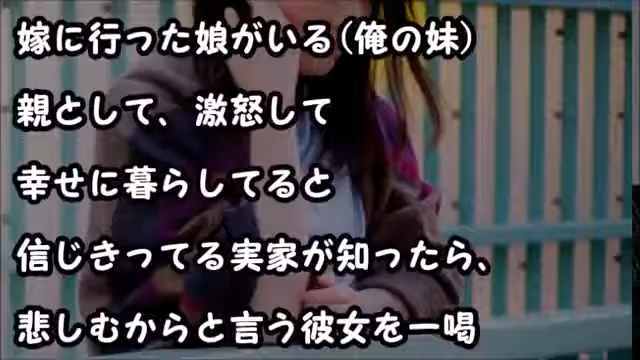 嫁に行った娘がいる(俺の妹)
親として、激怒して
幸せに暮らしてると
信じきってる実家が知ったら、
悲しむからと言う彼女を一喝